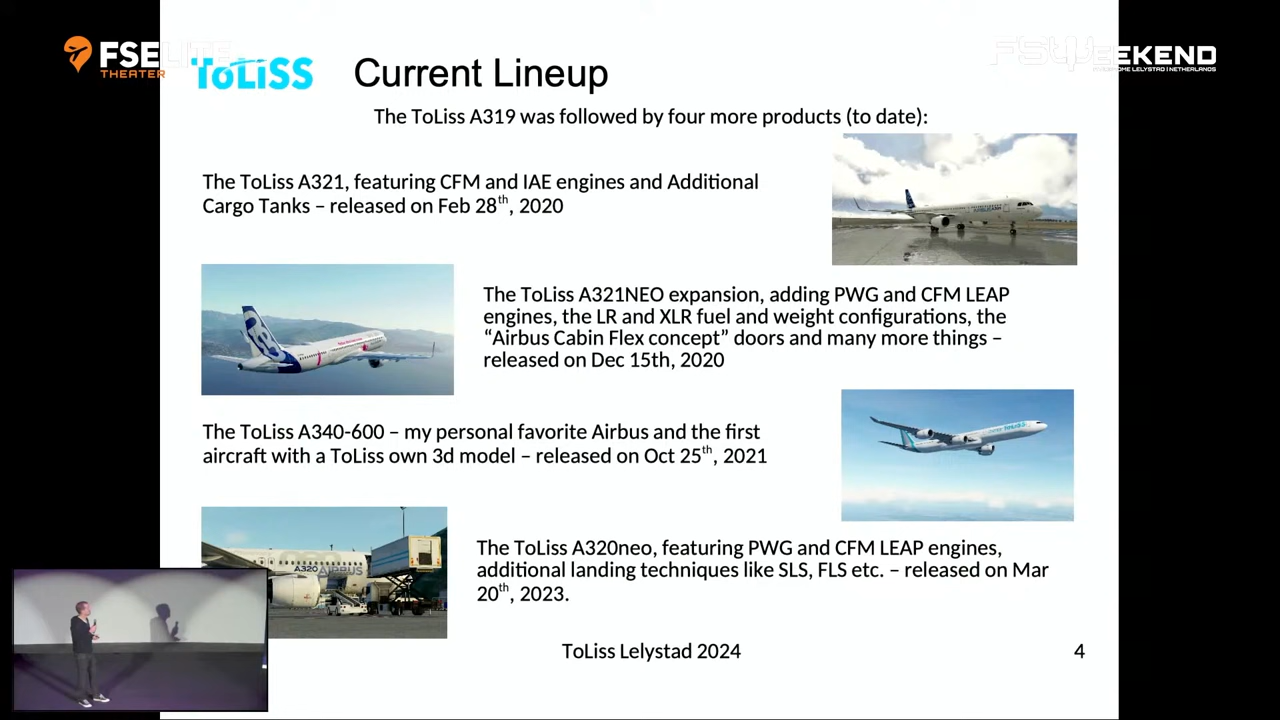 FSELITE
THEATER
FSWEEKEND
ToLiSS
Current Lineup
The ToLiss A319 was followed by four more products (to date):
The ToLiss A321, featuring CFM and IAE engines and Additional
Cargo Tanks – released on Feb 28th, 2020
The ToLiss A321NEO expansion, adding PWG and CFM LEAP
engines, the LR and XLR fuel and weight configurations, the
“Airbus Cabin Flex concept” doors and many more things –
released on Dec 15th, 2020
The ToLiss A340-600 – my personal favorite Airbus and the first
aircraft with a ToLiss own 3d model – released on Oct 25th, 2021
A320 AIRBUS
The ToLiss A320neo, featuring PWG and CFM LEAP engines,
additional landing techniques like SLS, FLS etc. – released on Mar
20th, 2023.
ToLiss Lelystad 2024
4